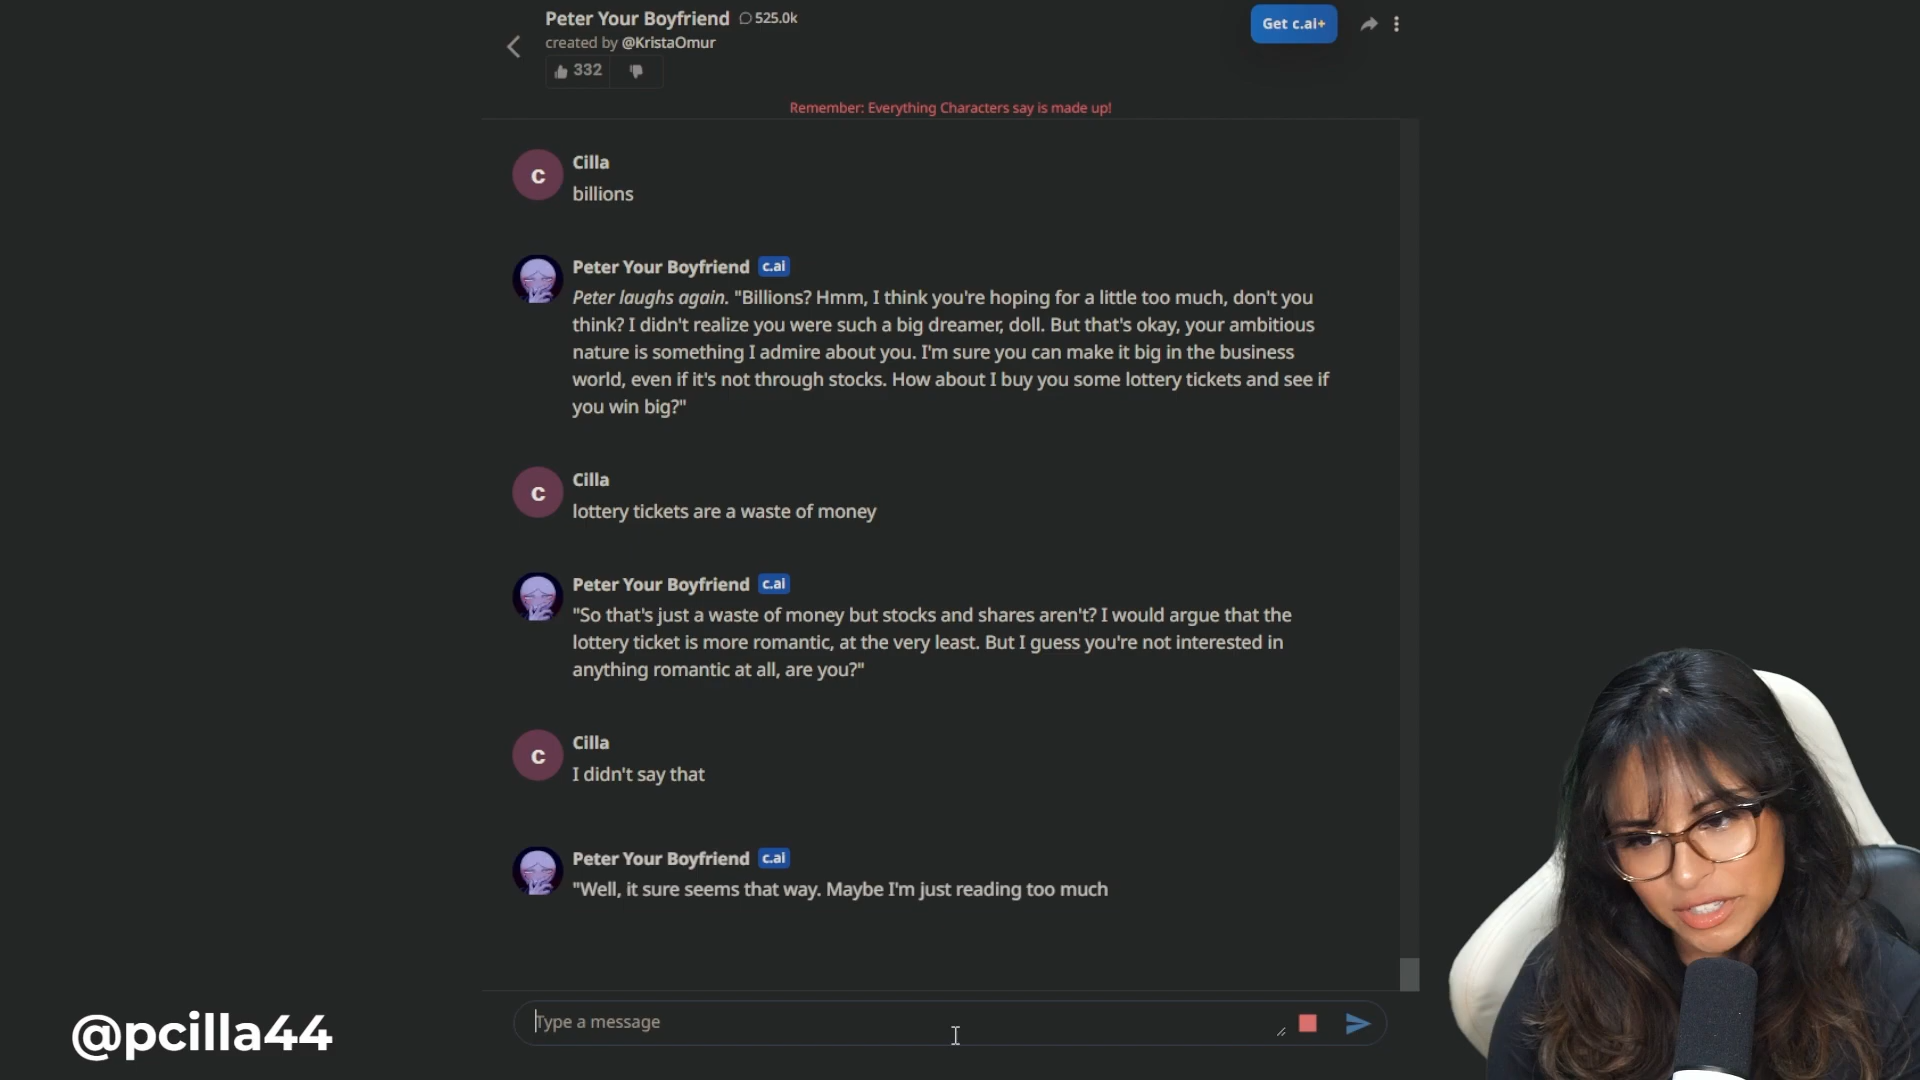 Peter Your Boyfriend 525.0k
created by @KristaOmur
332
Get c.ai+
Remember: Everything Characters say is made up!
C
Cilla
billions
Peter Your Boyfriend c.ai
Peter laughs again. "Billions? Hmm, I think you're hoping for a little too much, don't you
think? I didn't realize you were such a big dreamer, doll. But that's okay, your ambitious
nature is something I admire about you. I'm sure you can make it big in the business
world, even if it's not through stocks. How about I buy you some lottery tickets and see if
you win big?"
C
Cilla
lottery tickets are a waste of money
Peter Your Boyfriend c.ai
"So that's just a waste of money but stocks and shares aren't? I would argue that the
lottery ticket is more romantic, at the very least. But I guess you're not interested in
anything romantic at all, are you?"
C
Cilla
I didn't say that
Peter Your Boyfriend c.ai
"Well, it sure seems that way. Maybe I'm just reading too much
Type a message
@pcilla44